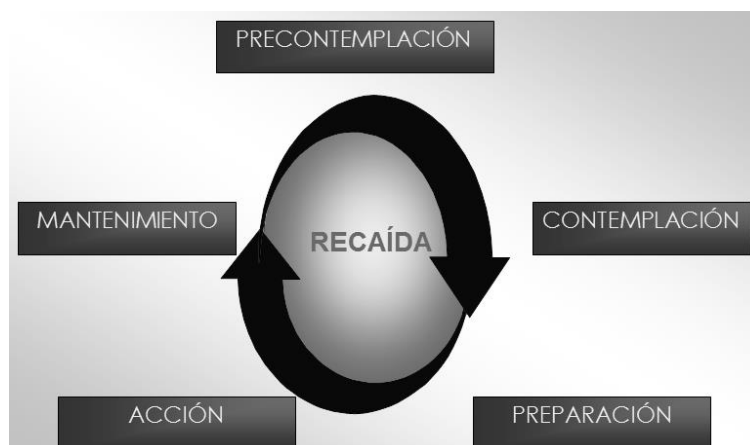 PRECONTEMPLACIÓN
MANTENIMIENTO
RECAÍDA
CONTEMPLACIÓN
ACCIÓN
PREPARACIÓN